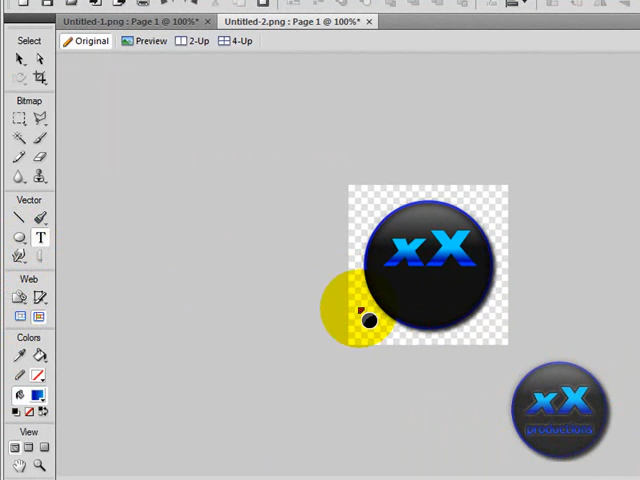 Untitled-1.png : Page 1 @ 100%*
Untitled-2.png : Page 1 @ 100%*
Original
Preview
2-Up
4-Up
Select
Bitmap
Vector
T
Web
Colors
View
xX
xX
productions